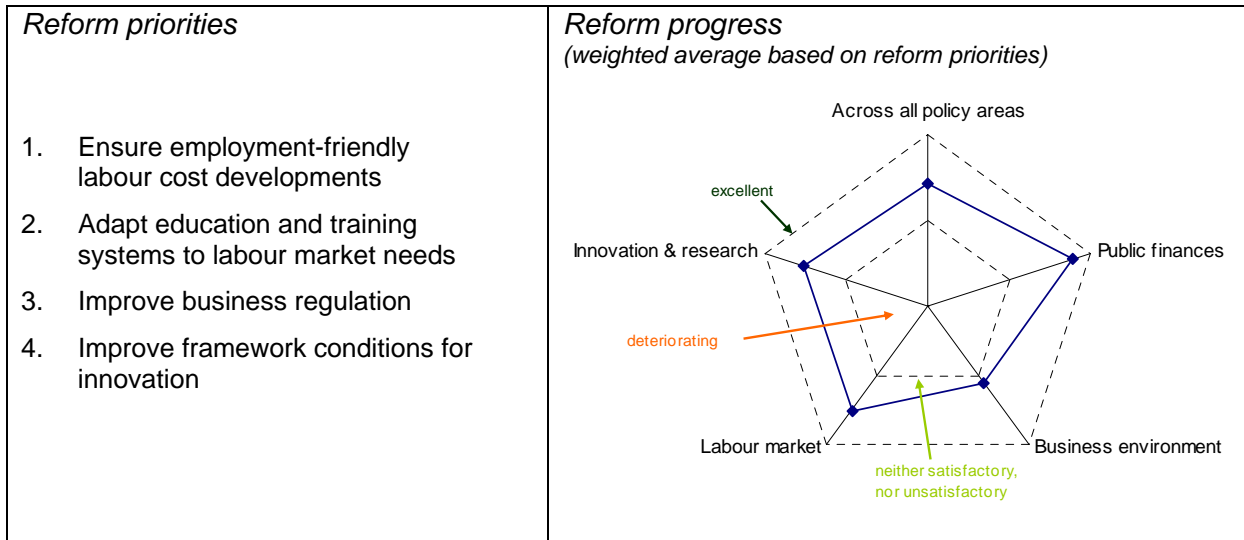 Reform priorities
1. Ensure employment-friendly
labour cost developments
2. Adapt education and training
systems to labour market needs
3. Improve business regulation
4. Improve framework conditions for
innovation
Reform progress
(weighted average based on reform priorities)
Across all policy areas
excellent
Innovation & research
Public finances
deteriorating
Labour market
Business environment
neither satisfactory,
nor unsatisfactory